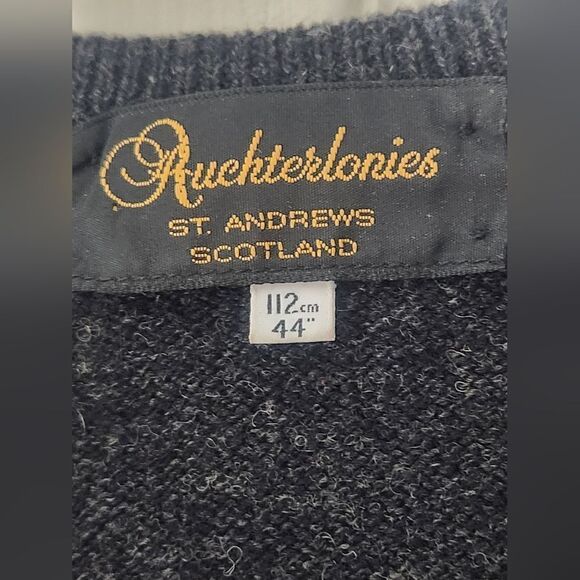 Auchterlonies
ST. ANDREWS
SCOTLAND
112cm
44"